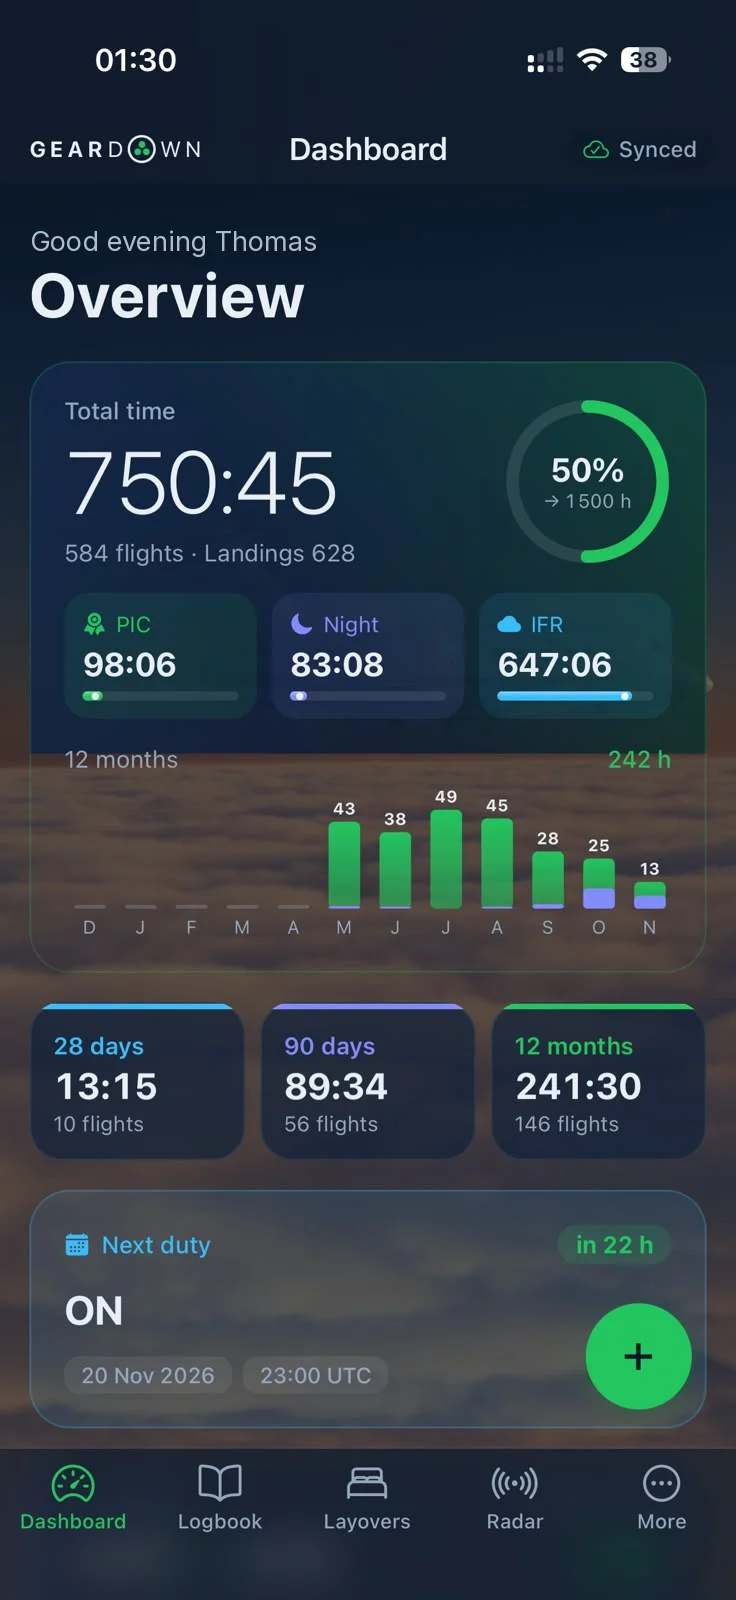 01:30
38
GEARDOWN
Dashboard
Synced
Good evening Thomas
Overview
Total time
750:45
50%
→ 1500 h
584 flights · Landings 628
PIC
98:06
Night
83:08
IFR
647:06
12 months
242 h
43
38
49
45
28
25
13
D J F M A M J J A S O N
28 days
13:15
10 flights
90 days
89:34
56 flights
12 months
241:30
146 flights
Next duty
in 22 h
ON
20 Nov 2026
23:00 UTC
+
Dashboard
Logbook
Layovers
Radar
More